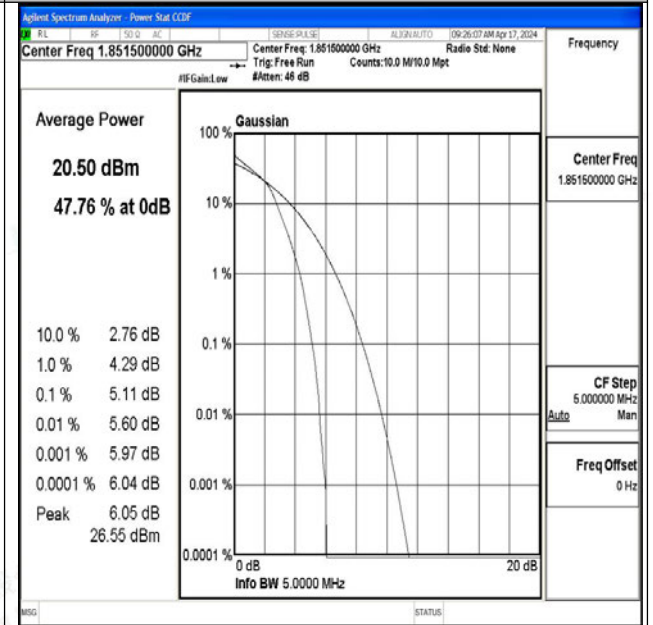 Agilent Spectrum Analyzer - Power Stat CCDF
RL RF 50 Ω AC SENSE:PULSE ALIGN AUTO 09:26:07 AM Apr 17, 2024
Center Freq 1.851500000 GHz
Center Freq: 1.851500000 GHz Radio Std: None
Trig: Free Run Counts:10.0 M/10.0 Mpt
#IFGain:Low #Atten: 46 dB
Frequency
Average Power
20.50 dBm
47.76 % at 0dB
10.0 % 2.76 dB
1.0 % 4.29 dB
0.1 % 5.11 dB
0.01 % 5.60 dB
0.001 % 5.97 dB
0.0001 % 6.04 dB
Peak 6.05 dB
26.55 dBm
Gaussian
100 %
10 %
1 %
0.1 %
0.01 %
0.001 %
0.0001 %
0 dB 20 dB
Info BW 5.0000 MHz
Center Freq
1.851500000 GHz
CF Step
5.000000 MHz
Auto Man
Freq Offset
0 Hz
MSG STATUS